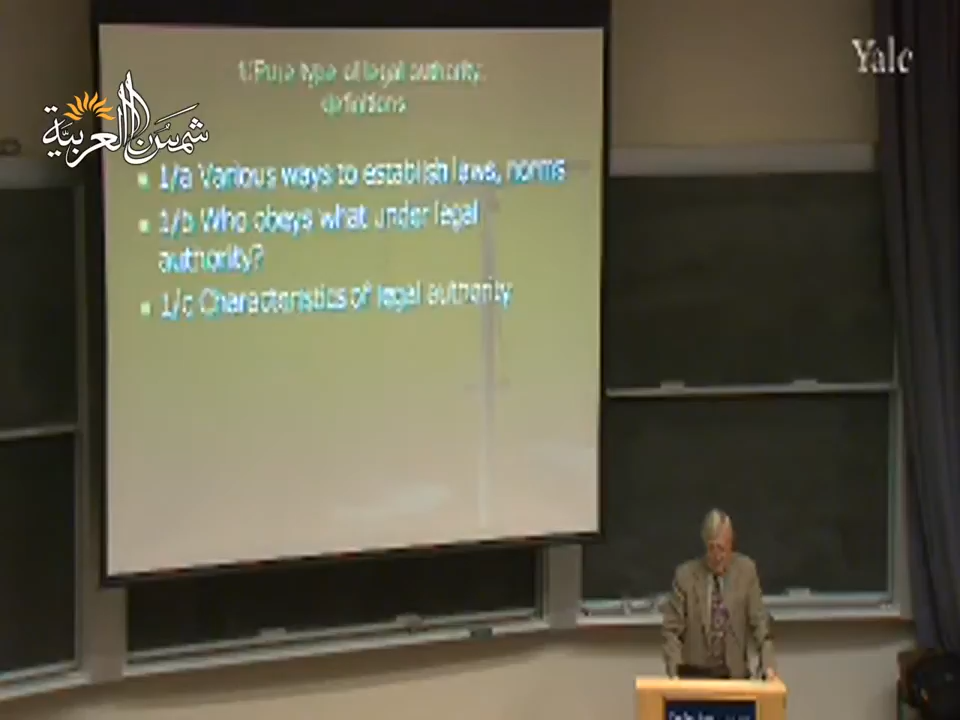 Yale
شمس العربية
1/Pure type of legal authority:
definitions
1/a Various ways to establish laws, norms
1/b Who obeys what under legal
authority?
1/c Characteristics of legal authority